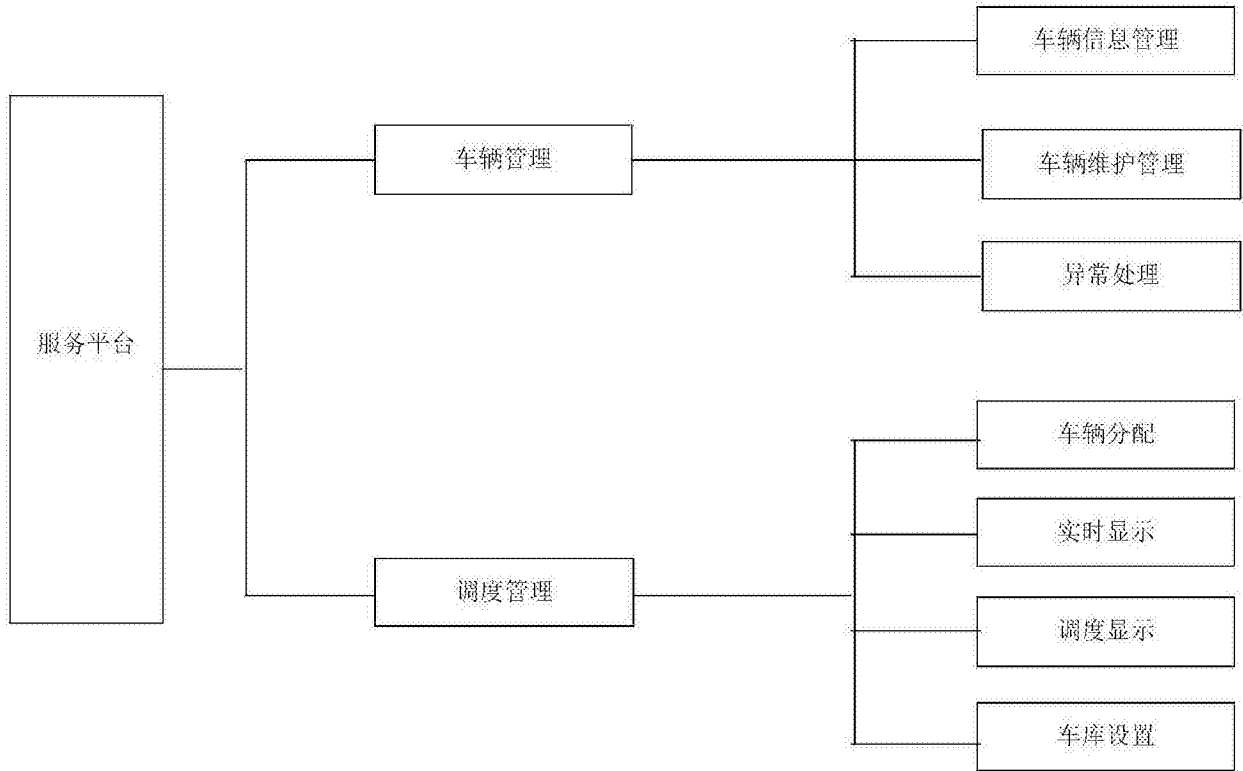 服务平台
车辆管理
车辆信息管理
车辆维护管理
异常处理
调度管理
车辆分配
实时显示
调度显示
车库设置